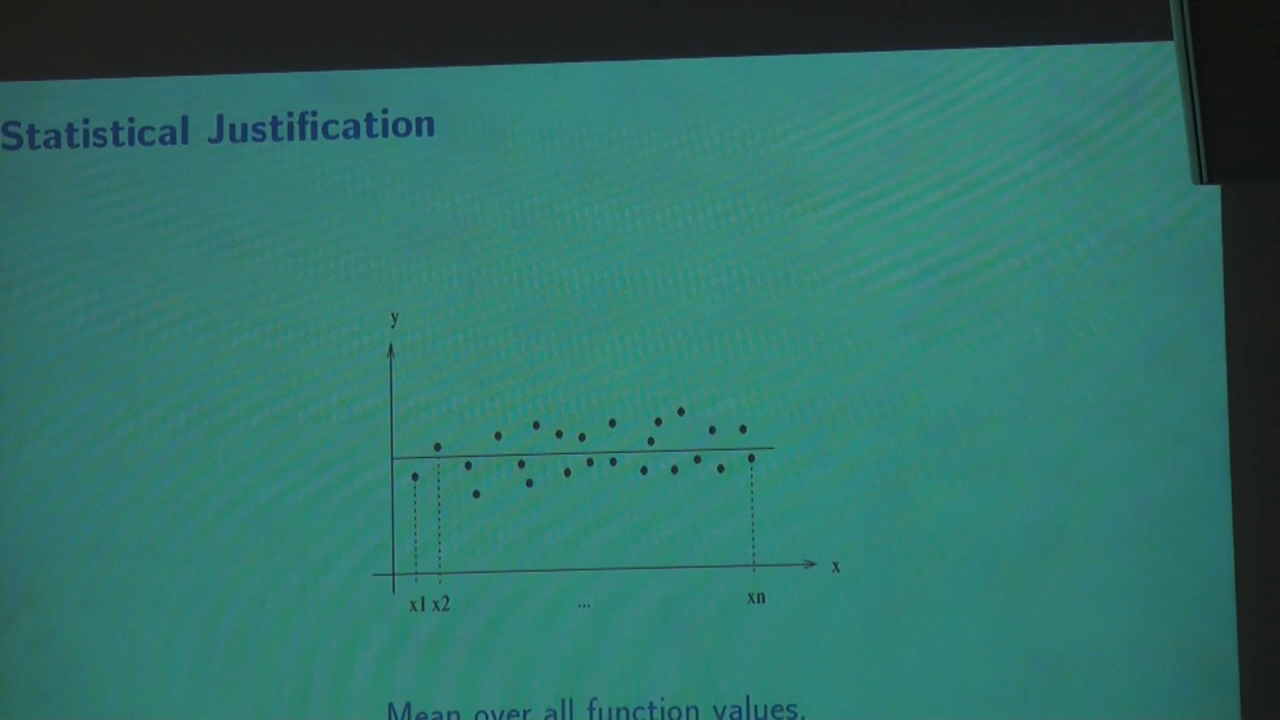 Statistical Justification
y
x
x1 x2 ... xn
Mean over all function values.